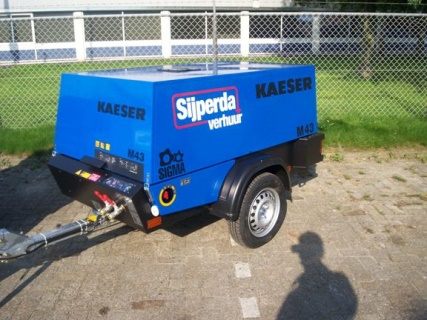 KAESER
M43
Sijperda
verhuur
SIGMA
KAESER
M43